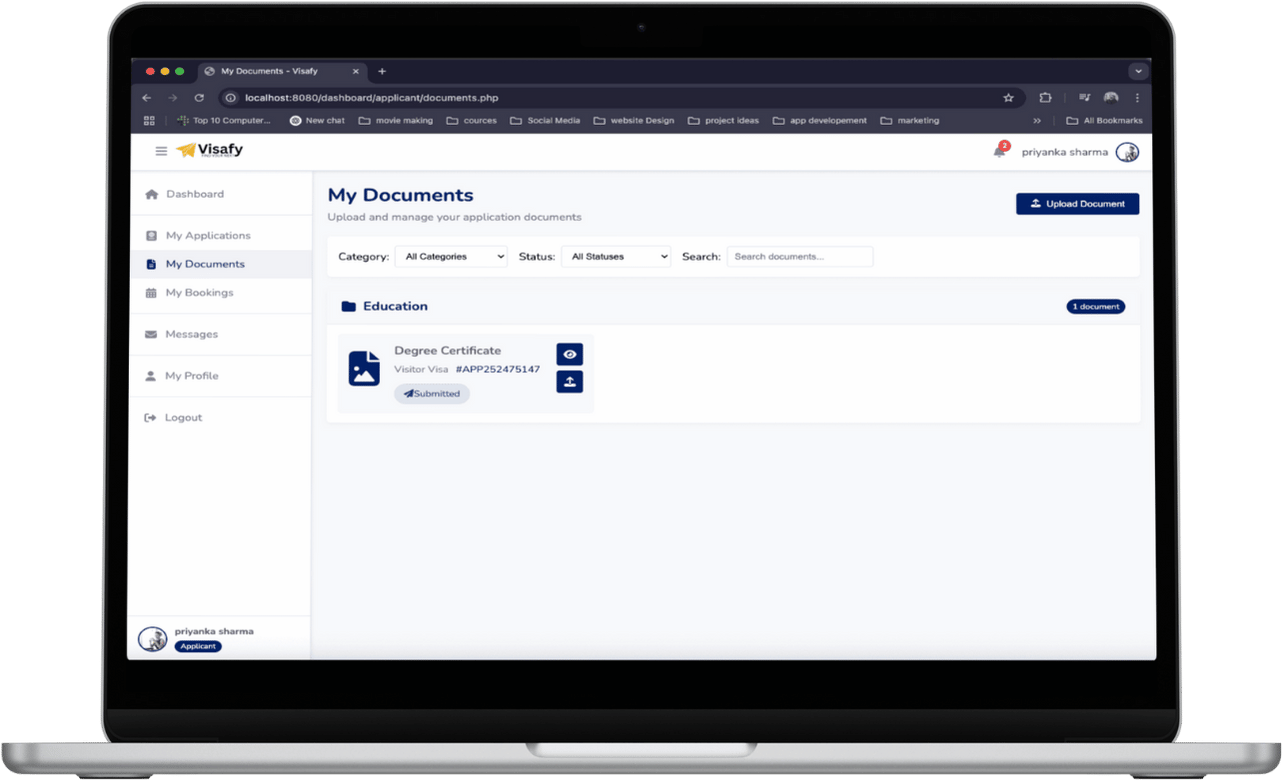 My Documents - Visafy
localhost:8080/dashboard/applicant/documents.php
Top 10 Computer... New chat movie making cources Social Media website Design project ideas app developement marketing » All Bookmarks
Visafy
2
priyanka sharma
Dashboard
My Applications
My Documents
My Bookings
Messages
My Profile
Logout
priyanka sharma
Applicant
My Documents
Upload and manage your application documents
Upload Document
Category: All Categories Status: All Statuses Search: Search documents...
Education
1 document
Degree Certificate
Visitor Visa #APP252475147
Submitted